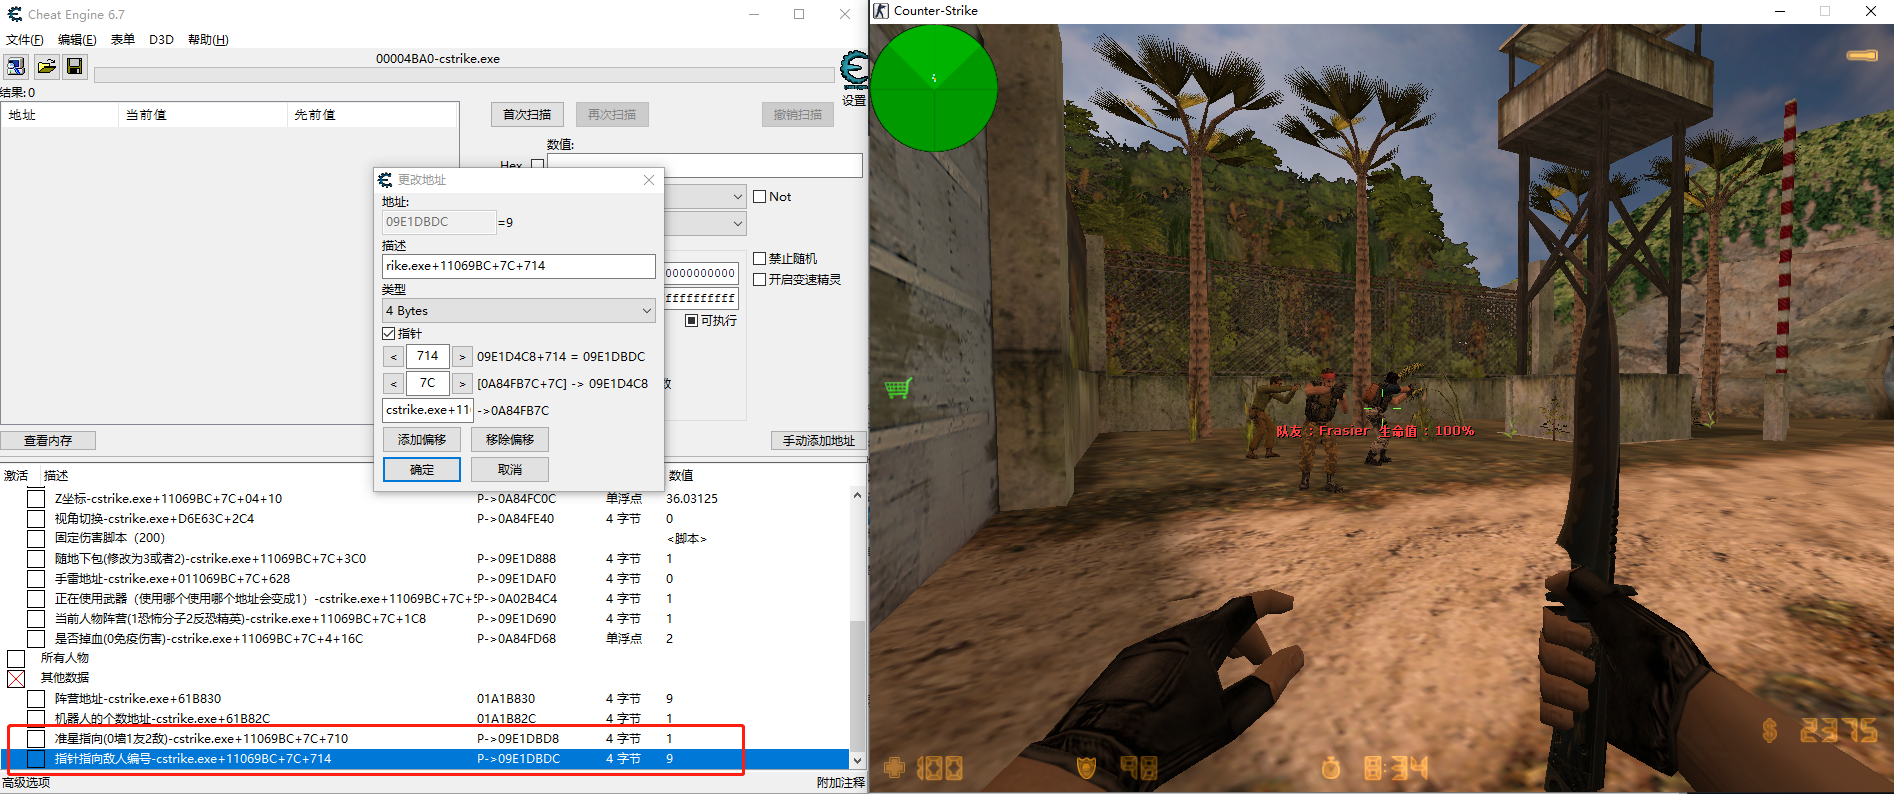 Cheat Engine 6.7
文件(F) 编辑(E) 表单 D3D 帮助(H)
00004BA0-cstrike.exe
结果: 0
设置
地址 当前值 先前值
首次扫描 再次扫描 撤销扫描
数值:
Hex
Not
禁止随机
0000000000
开启变速精灵
ffffffffff
可执行
更改地址
地址:
09E1DBDC =9
描述
rike.exe+11069BC+7C+714
类型
4 Bytes
指针
< 714 > 09E1D4C8+714 = 09E1DBDC
< 7C > [0A84FB7C+7C] -> 09E1D4C8
cstrike.exe+11 ->0A84FB7C
添加偏移 移除偏移
确定 取消
查看内存 手动添加地址
激活 描述 数值
Z坐标-cstrike.exe+11069BC+7C+04+10 P->0A84FC0C 单浮点 36.03125
视角切换-cstrike.exe+D6E63C+2C4 P->0A84FE40 4 字节 0
固定伤害脚本（200） <脚本>
随地下包(修改为3或者2)-cstrike.exe+11069BC+7C+3C0 P->09E1D888 4 字节 1
手雷地址-cstrike.exe+011069BC+7C+628 P->09E1DAF0 4 字节 0
正在使用武器（使用哪个使用哪个地址会变成1）-cstrike.exe+11069BC+7C+5 P->0A02B4C4 4 字节 1
当前人物阵营(1恐怖分子2反恐精英)-cstrike.exe+11069BC+7C+1C8 P->09E1D690 4 字节 1
是否掉血(0免疫伤害)-cstrike.exe+11069BC+7C+4+16C P->0A84FD68 单浮点 2
所有人物
其他数据
阵营地址-cstrike.exe+61B830 01A1B830 4 字节 9
机器人的个数地址-cstrike.exe+61B82C 01A1B82C 4 字节 1
准星指向(0墙1友2敌)-cstrike.exe+11069BC+7C+710 P->09E1DBD8 4 字节 1
指针指向敌人编号-cstrike.exe+11069BC+7C+714 P->09E1DBDC 4 字节 9
高级选项 附加注释
Counter-Strike
队友 : Frasier 生命值 : 100%
$ 2375
100 98 8:34